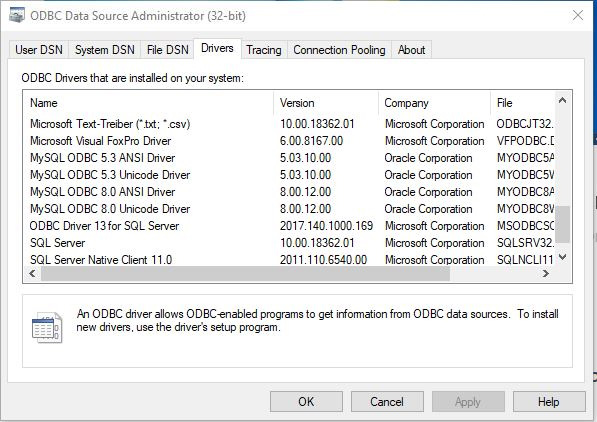 ODBC Data Source Administrator (32-bit)
User DSN System DSN File DSN Drivers Tracing Connection Pooling About
ODBC Drivers that are installed on your system:
Name Version Company File
Microsoft Text-Treiber (*.txt; *.csv) 10.00.18362.01 Microsoft Corporation ODBCJT32.
Microsoft Visual FoxPro Driver 6.00.8167.00 Microsoft Corporation VFPODBC.D
MySQL ODBC 5.3 ANSI Driver 5.03.10.00 Oracle Corporation MYODBC5A
MySQL ODBC 5.3 Unicode Driver 5.03.10.00 Oracle Corporation MYODBC5W
MySQL ODBC 8.0 ANSI Driver 8.00.12.00 Oracle Corporation MYODBC8A
MySQL ODBC 8.0 Unicode Driver 8.00.12.00 Oracle Corporation MYODBC8W
ODBC Driver 13 for SQL Server 2017.140.1000.169 Microsoft Corporation MSODBCSQ
SQL Server 10.00.18362.01 Microsoft Corporation SQLSRV32.
SQL Server Native Client 11.0 2011.110.6540.00 Microsoft Corporation SQLNCLI11
An ODBC driver allows ODBC-enabled programs to get information from ODBC data sources. To install
new drivers, use the driver's setup program.
OK Cancel Apply Help